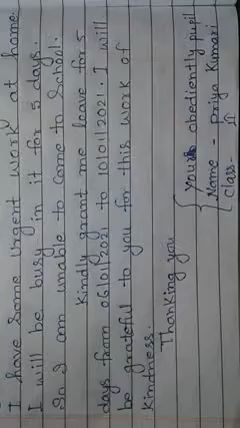 I have some urgent work at home
I will be busy in it for 5 days.
So I am unable to come to School.
Kindly grant me leave for 5
days from 06/01/2021 to 10/01/2021. I will
be grateful to you for this work of
kindness.
Thanking you
Yours obediently pupil
Name - Priya Kumari
Class-